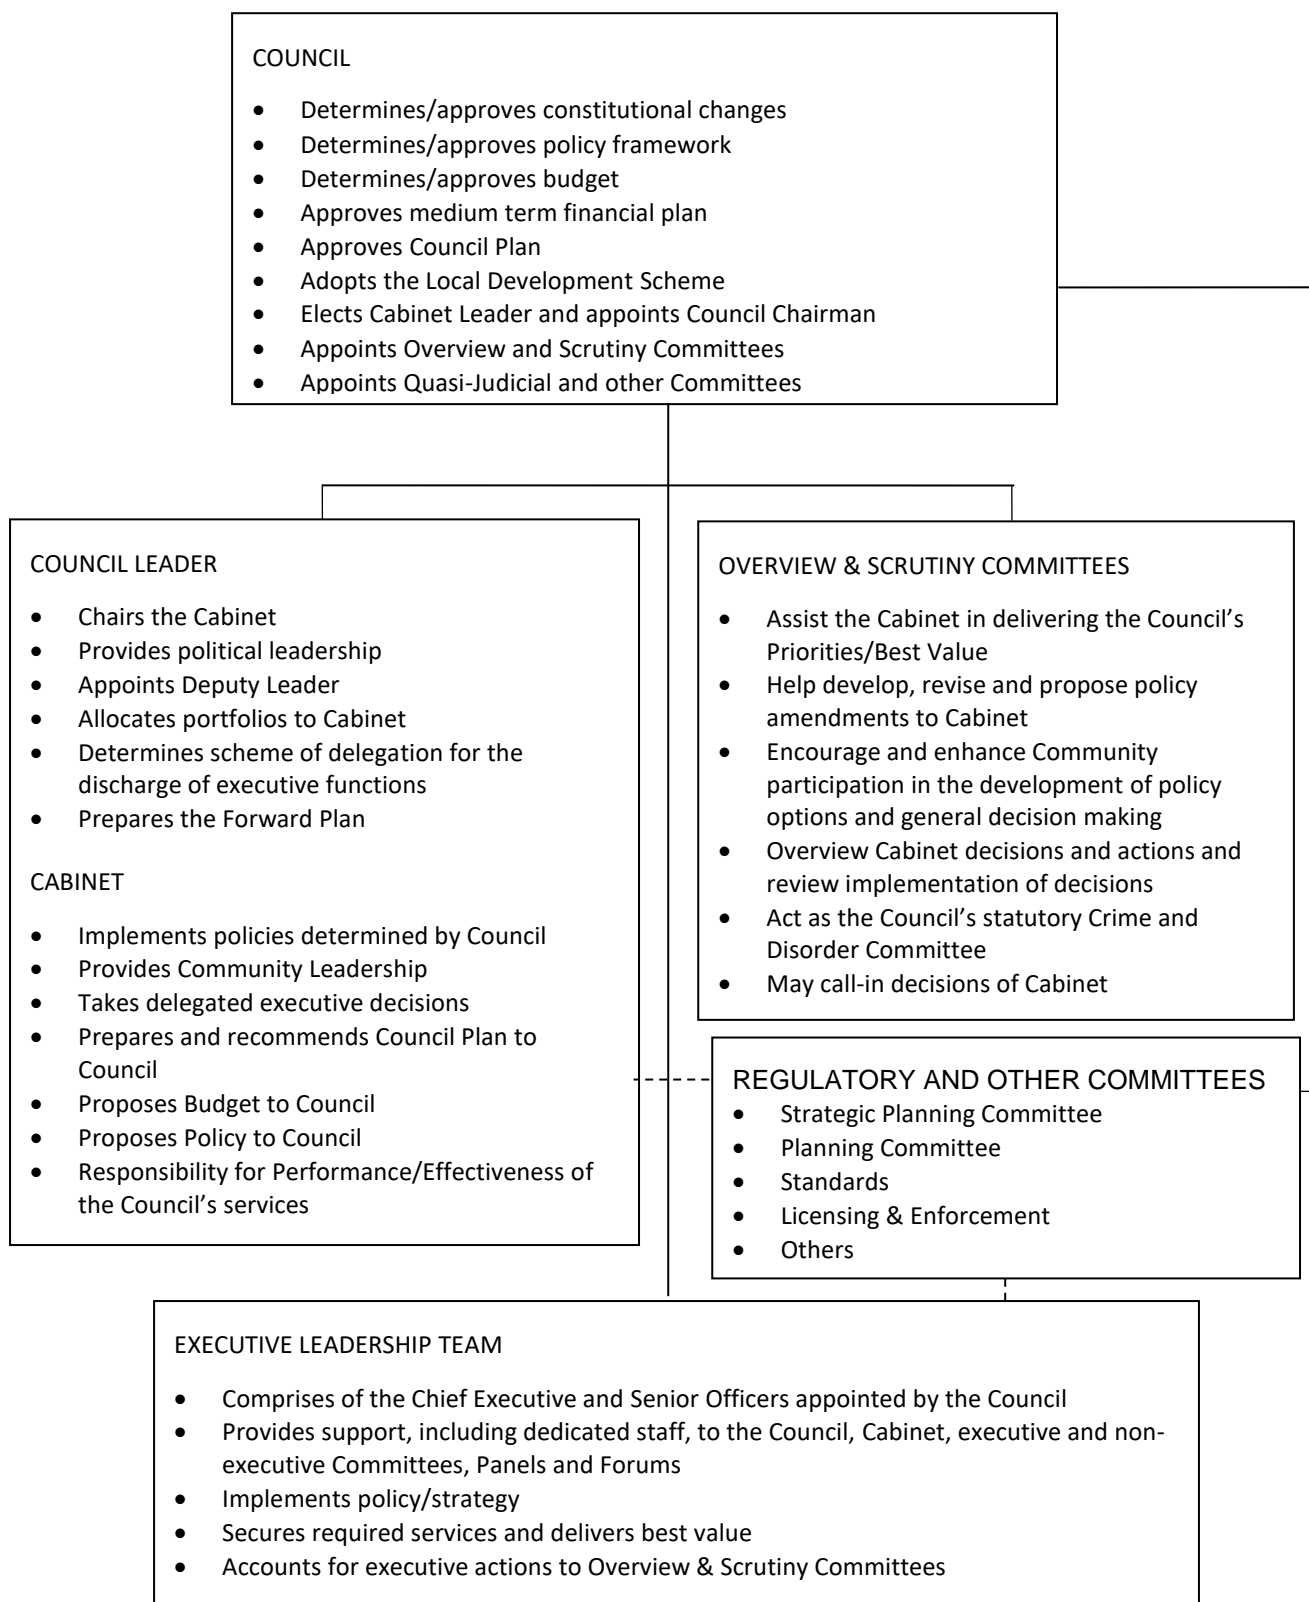 COUNCIL
• Determines/approves constitutional changes
• Determines/approves policy framework
• Determines/approves budget
• Approves medium term financial plan
• Approves Council Plan
• Adopts the Local Development Scheme
• Elects Cabinet Leader and appoints Council Chairman
• Appoints Overview and Scrutiny Committees
• Appoints Quasi-Judicial and other Committees
COUNCIL LEADER
• Chairs the Cabinet
• Provides political leadership
• Appoints Deputy Leader
• Allocates portfolios to Cabinet
• Determines scheme of delegation for the
discharge of executive functions
• Prepares the Forward Plan
CABINET
• Implements policies determined by Council
• Provides Community Leadership
• Takes delegated executive decisions
• Prepares and recommends Council Plan to
Council
• Proposes Budget to Council
• Proposes Policy to Council
• Responsibility for Performance/Effectiveness of
the Council’s services
OVERVIEW & SCRUTINY COMMITTEES
• Assist the Cabinet in delivering the Council’s
Priorities/Best Value
• Help develop, revise and propose policy
amendments to Cabinet
• Encourage and enhance Community
participation in the development of policy
options and general decision making
• Overview Cabinet decisions and actions and
review implementation of decisions
• Act as the Council’s statutory Crime and
Disorder Committee
• May call-in decisions of Cabinet
REGULATORY AND OTHER COMMITTEES
• Strategic Planning Committee
• Planning Committee
• Standards
• Licensing & Enforcement
• Others
EXECUTIVE LEADERSHIP TEAM
• Comprises of the Chief Executive and Senior Officers appointed by the Council
• Provides support, including dedicated staff, to the Council, Cabinet, executive and non-
executive Committees, Panels and Forums
• Implements policy/strategy
• Secures required services and delivers best value
• Accounts for executive actions to Overview & Scrutiny Committees